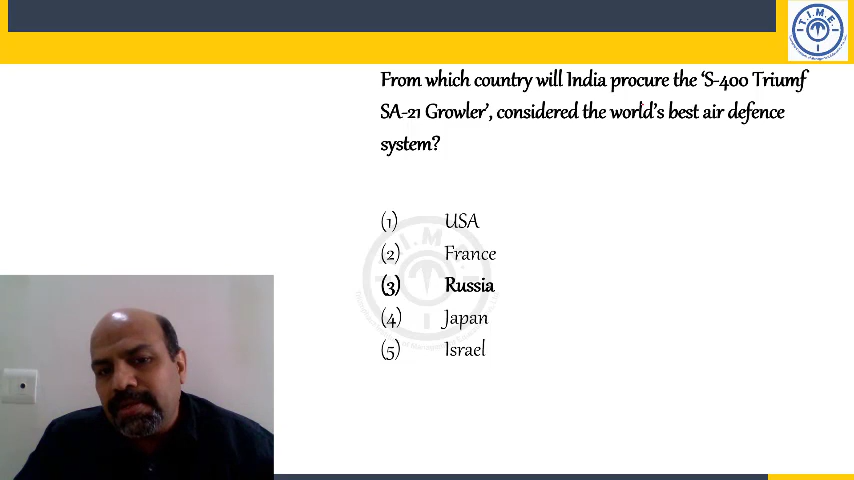 T.I.M.E.
From which country will India procure the ‘S-400 Triumf
SA-21 Growler’, considered the world’s best air defence
system?
(1) USA
(2) France
(3) Russia
(4) Japan
(5) Israel